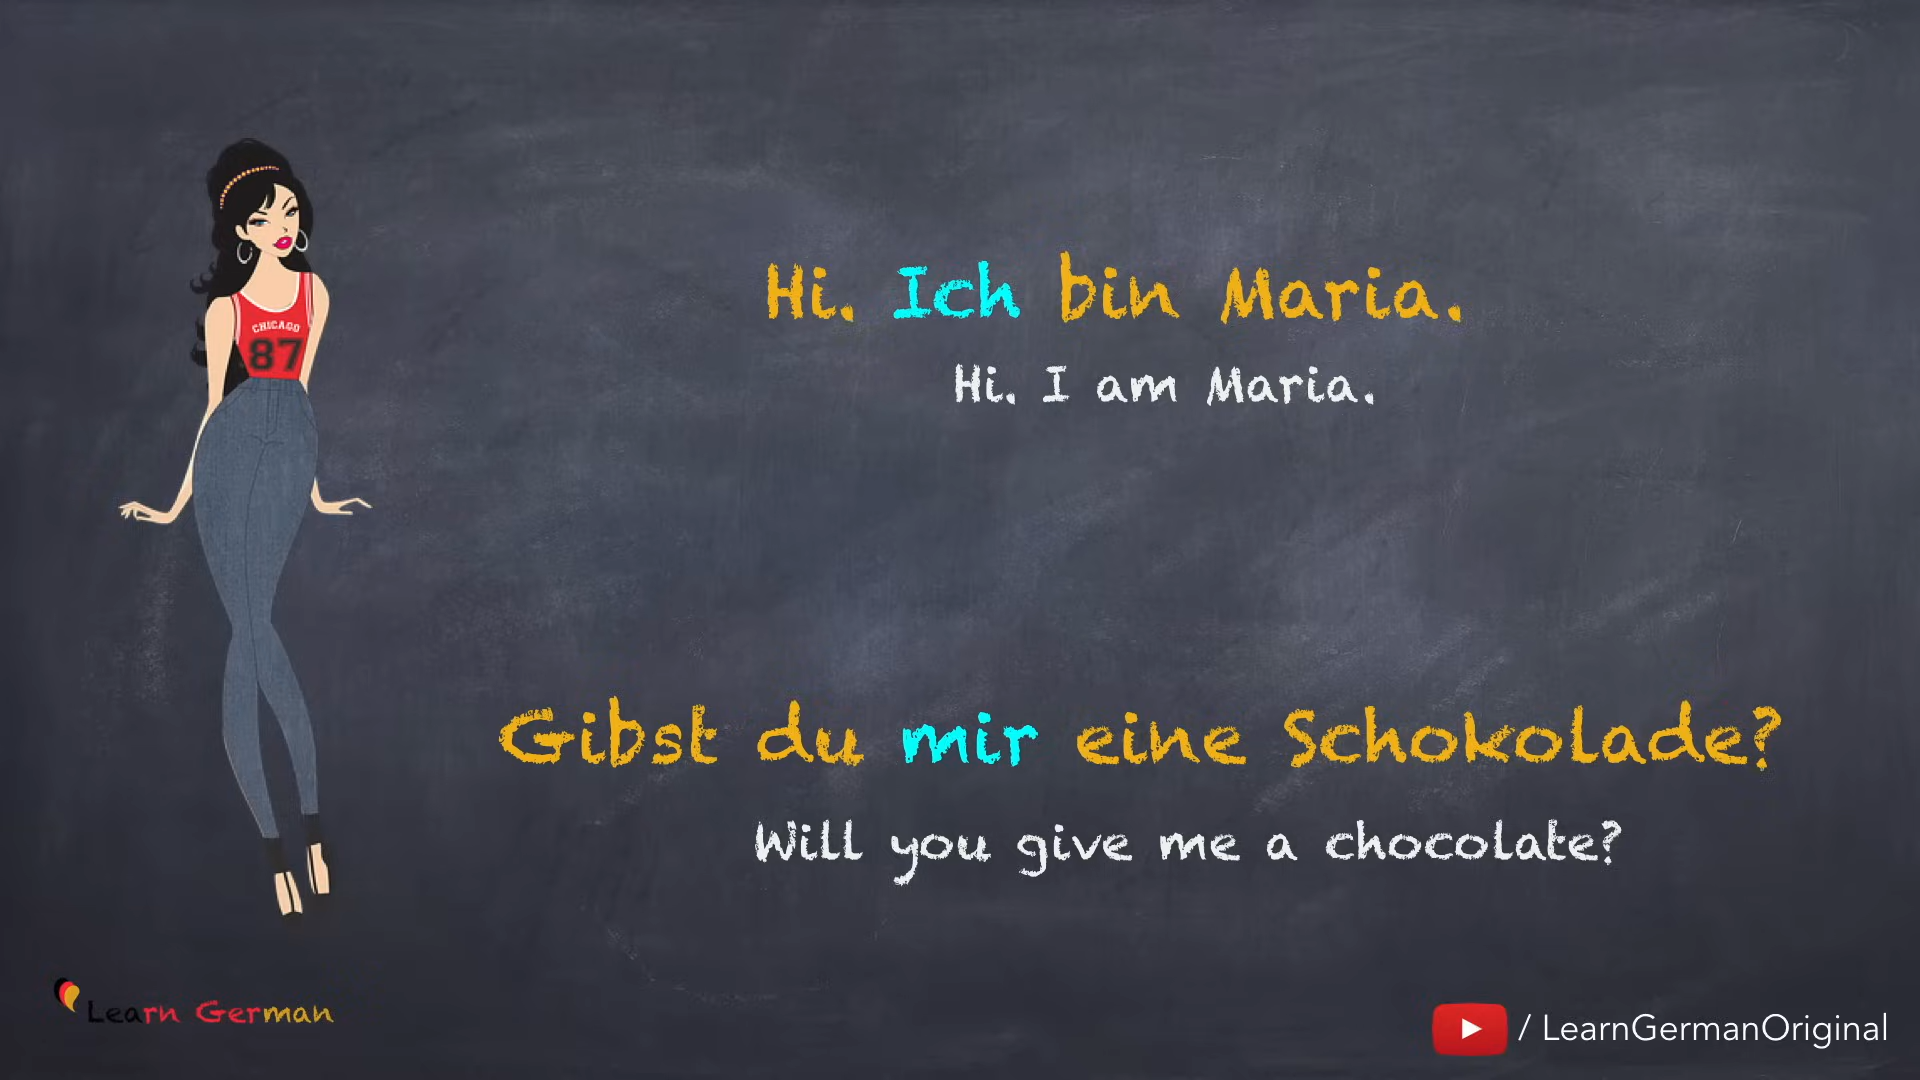 CHICAGO
87
Hi. Ich bin Maria.
Hi. I am Maria.
Gibst du mir eine Schokolade?
Will you give me a chocolate?
Learn German
/ LearnGermanOriginal